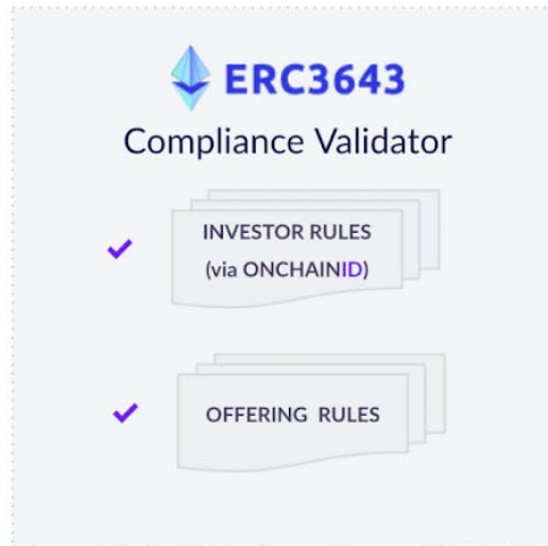 ERC3643
Compliance Validator
INVESTOR RULES
(via ONCHAINID)
OFFERING RULES